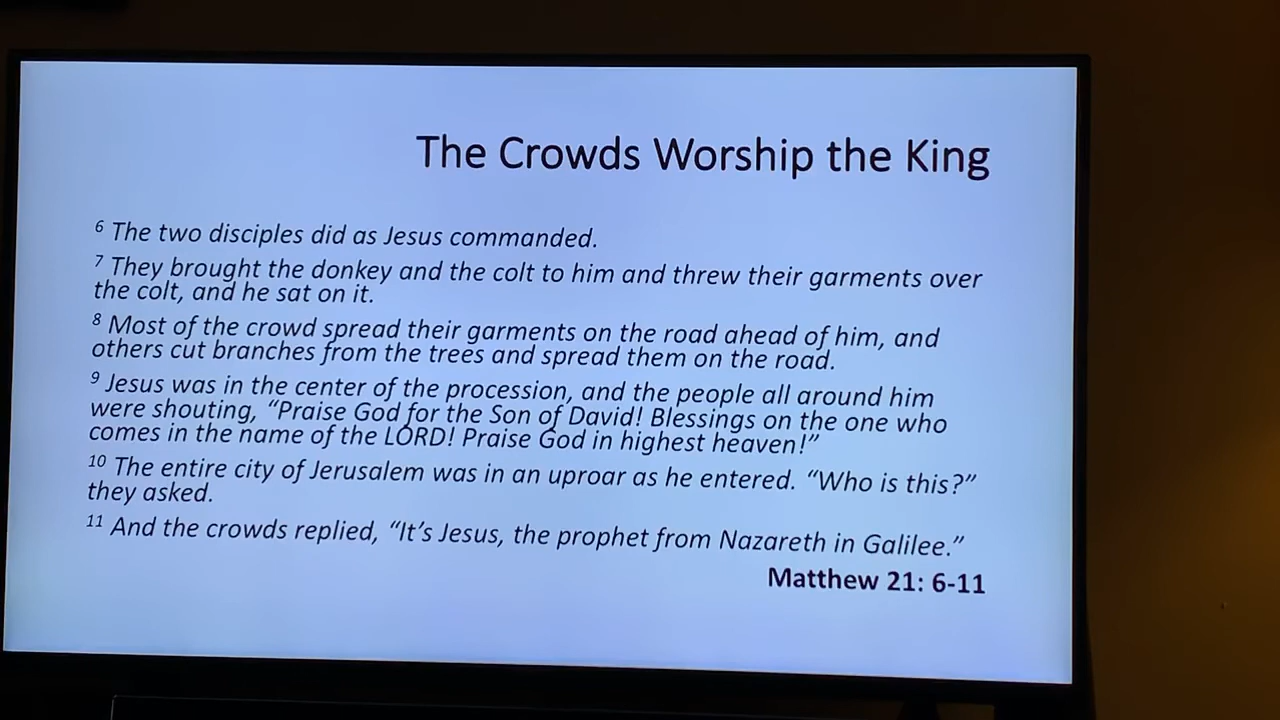 The Crowds Worship the King
6 The two disciples did as Jesus commanded.
7 They brought the donkey and the colt to him and threw their garments over
the colt, and he sat on it.
8 Most of the crowd spread their garments on the road ahead of him, and
others cut branches from the trees and spread them on the road.
9 Jesus was in the center of the procession, and the people all around him
were shouting, “Praise God for the Son of David! Blessings on the one who
comes in the name of the LORD! Praise God in highest heaven!”
10 The entire city of Jerusalem was in an uproar as he entered. “Who is this?”
they asked.
11 And the crowds replied, “It’s Jesus, the prophet from Nazareth in Galilee.”
Matthew 21: 6-11